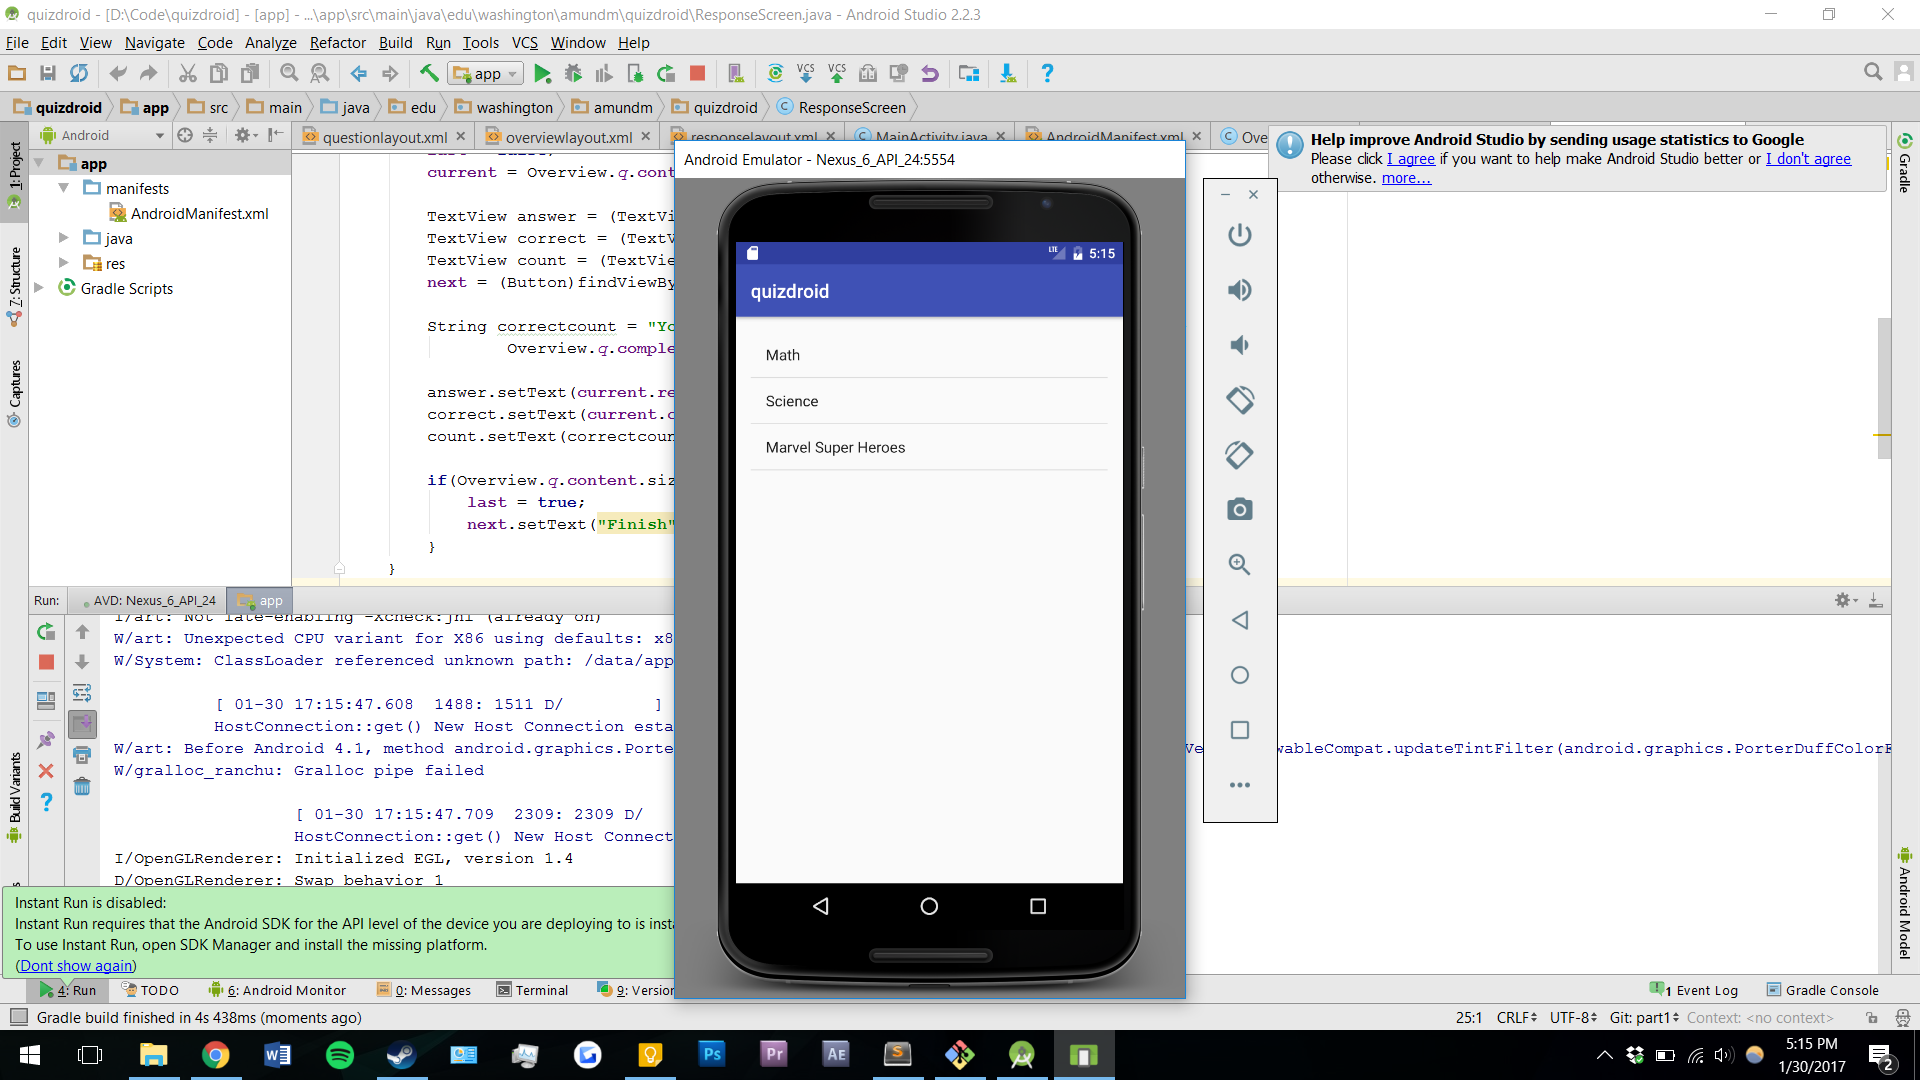 quizdroid - [D:\Code\quizdroid] - [app] - ...\app\src\main\java\edu\washington\amundm\quizdroid\ResponseScreen.java - Android Studio 2.2.3
File Edit View Navigate Code Analyze Refactor Build Run Tools VCS Window Help
app
VCS VCS
quizdroid app src main java edu washington amundm quizdroid ResponseScreen
1: Project
7: Structure
Captures
Build Variants
Android
app
manifests
AndroidManifest.xml
java
res
Gradle Scripts
questionlayout.xml overviewlayout.xml responselayout.xml MainActivity.java AndroidManifest.xml Ove
Help improve Android Studio by sending usage statistics to Google
Please click I agree if you want to help make Android Studio better or I don't agree
otherwise. more...
Gradle
current = Overview.q.cont
TextView answer = (TextVi
TextView correct = (TextV
TextView count = (TextVie
next = (Button)findViewBy
String correctcount = "Yo
Overview.q.comple
answer.setText(current.re
correct.setText(current.c
count.setText(correctcoun
if(Overview.q.content.siz
last = true;
next.setText("Finish"
}
}
Android Emulator - Nexus_6_API_24:5554
LTE 5:15
quizdroid
Math
Science
Marvel Super Heroes
Run: AVD: Nexus_6_API_24 app
I/art: Not late-enabling -Xcheck:jni (already on)
W/art: Unexpected CPU variant for X86 using defaults: x8
W/System: ClassLoader referenced unknown path: /data/app
[ 01-30 17:15:47.608 1488: 1511 D/ ]
HostConnection::get() New Host Connection esta
W/art: Before Android 4.1, method android.graphics.Porter
wableCompat.updateTintFilter(android.graphics.PorterDuffColorF
W/gralloc_ranchu: Gralloc pipe failed
[ 01-30 17:15:47.709 2309: 2309 D/
HostConnection::get() New Host Connect
I/OpenGLRenderer: Initialized EGL, version 1.4
D/OpenGLRenderer: Swap behavior 1
Instant Run is disabled:
Instant Run requires that the Android SDK for the API level of the device you are deploying to is insta
To use Instant Run, open SDK Manager and install the missing platform.
(Dont show again)
Android Model
4: Run TODO 6: Android Monitor 0: Messages Terminal 9: Version 1 Event Log Gradle Console
Gradle build finished in 4s 438ms (moments ago) 25:1 CRLF UTF-8 Git: part1 Context: <no context>
W Ps Pr Ae S
5:15 PM
1/30/2017
2